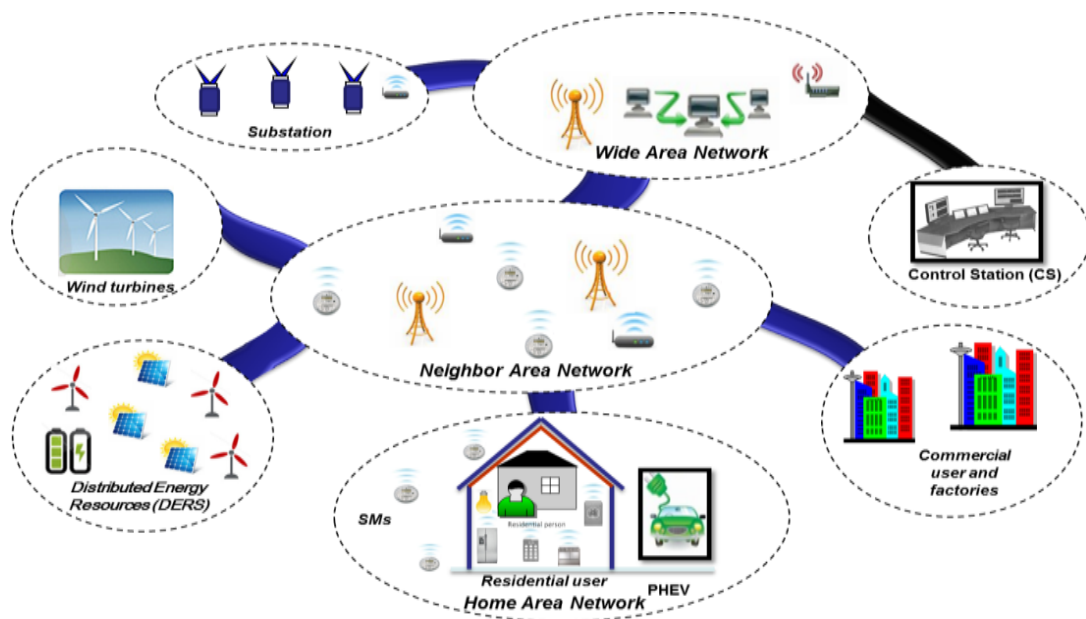 Substation
Wide Area Network
Wind turbines
Control Station (CS)
Neighbor Area Network
Distributed Energy
Resources (DERS)
Commercial
user and
factories
SMs
Residential person
Residential user
PHEV
Home Area Network